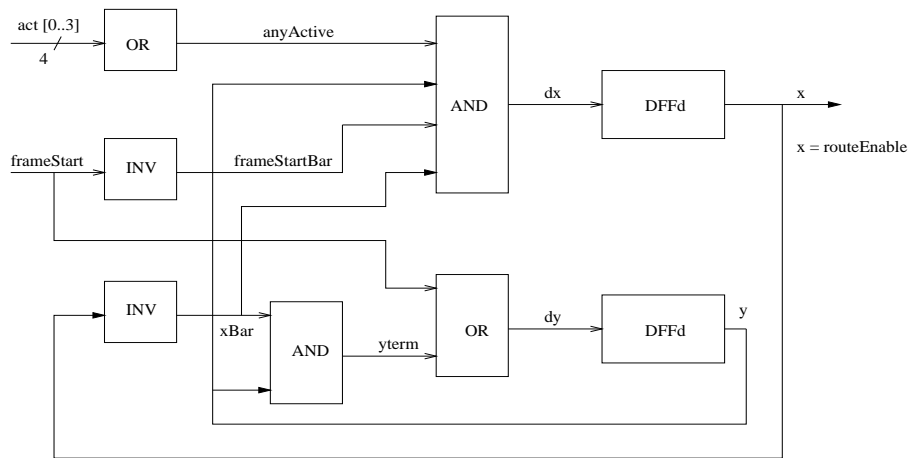 act [0..3]
4
OR
anyActive
AND
dx
DFFd
x
x = routeEnable
frameStart
INV
frameStartBar
INV
xBar
AND
yterm
OR
dy
DFFd
y